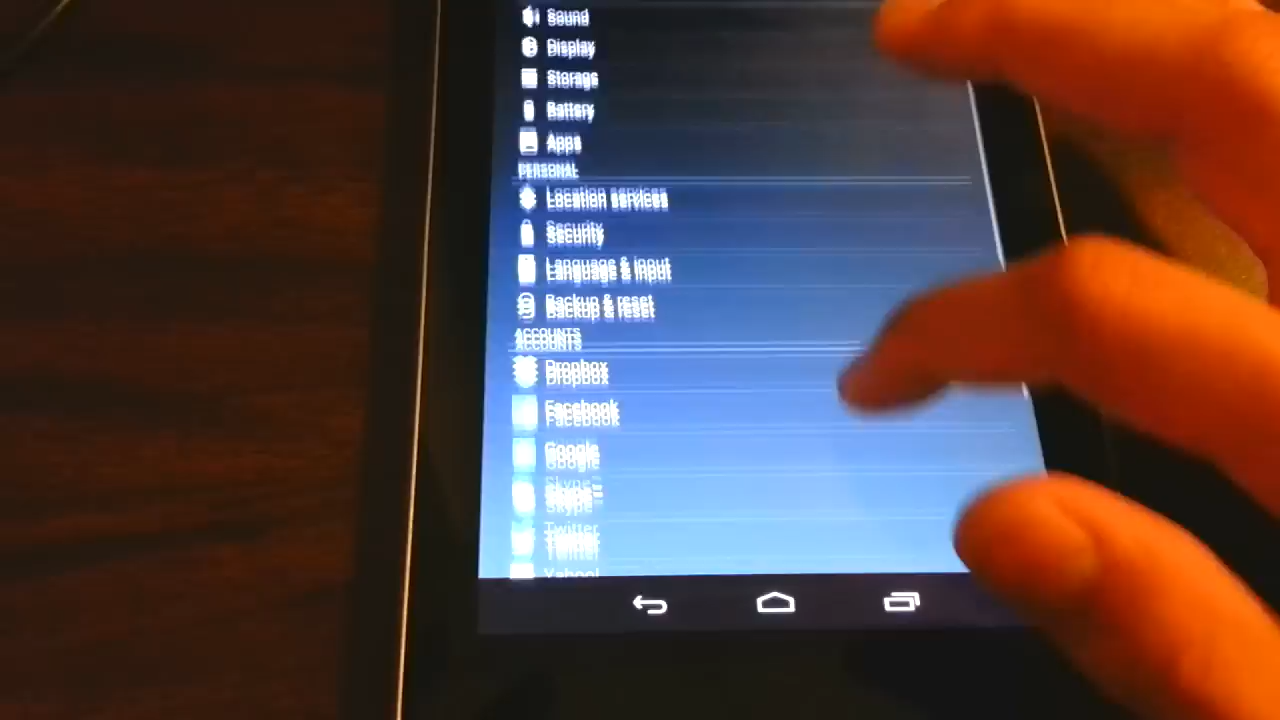 Sound
Display
Storage
Battery
Apps
PERSONAL
Location services
Security
Language & input
Backup & reset
ACCOUNTS
Dropbox
Facebook
Google
Skype™
Twitter
Yahoo!